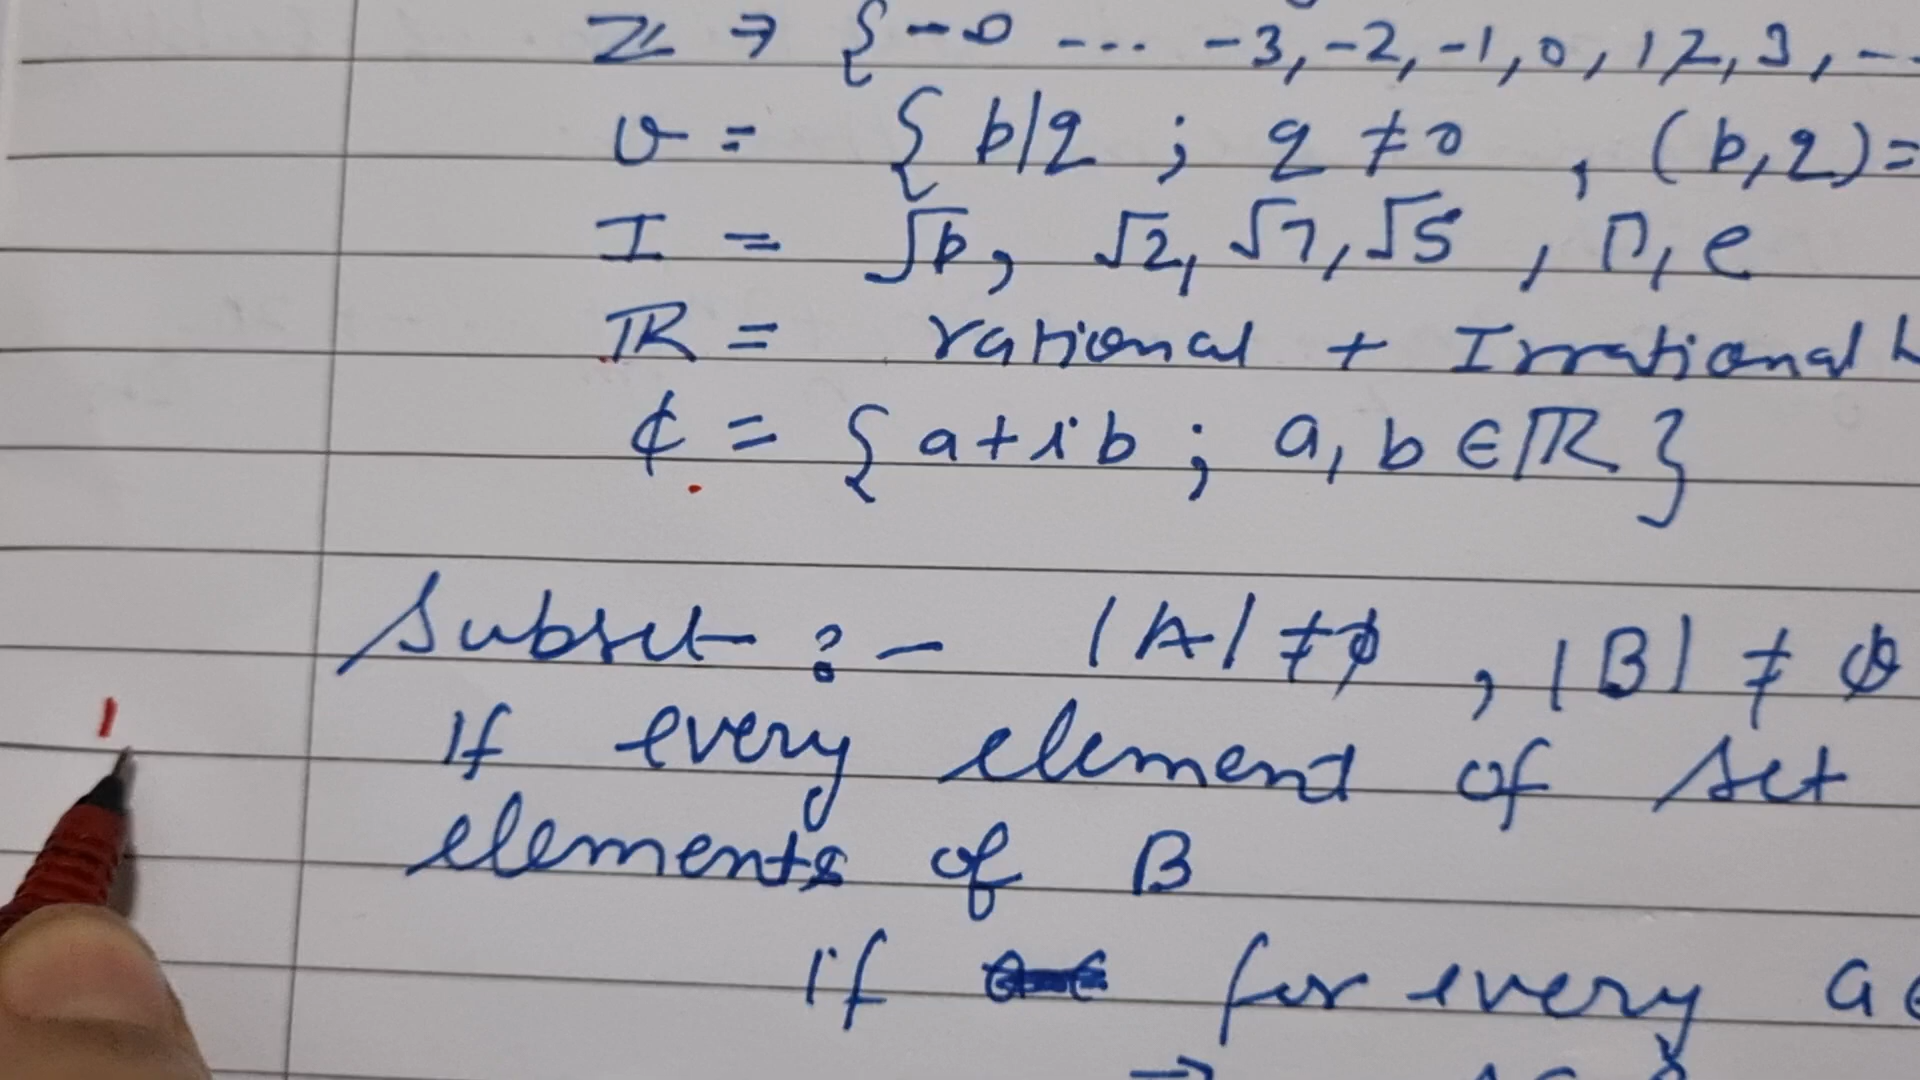 Z → {-∞ --- -3, -2, -1, 0, 1, 2, 3, --
Q = { p/q ; q ≠ 0 , (p, q) =
I = √p, √2, √7, √5 , π, e
ℝ = rational + Irrational
₵ = { a + i b ; a, b ∈ ℝ }
Subset :- |A| ≠ ϕ , |B| ≠ ϕ
If every element of set
elements of B
if for every a ∈
→